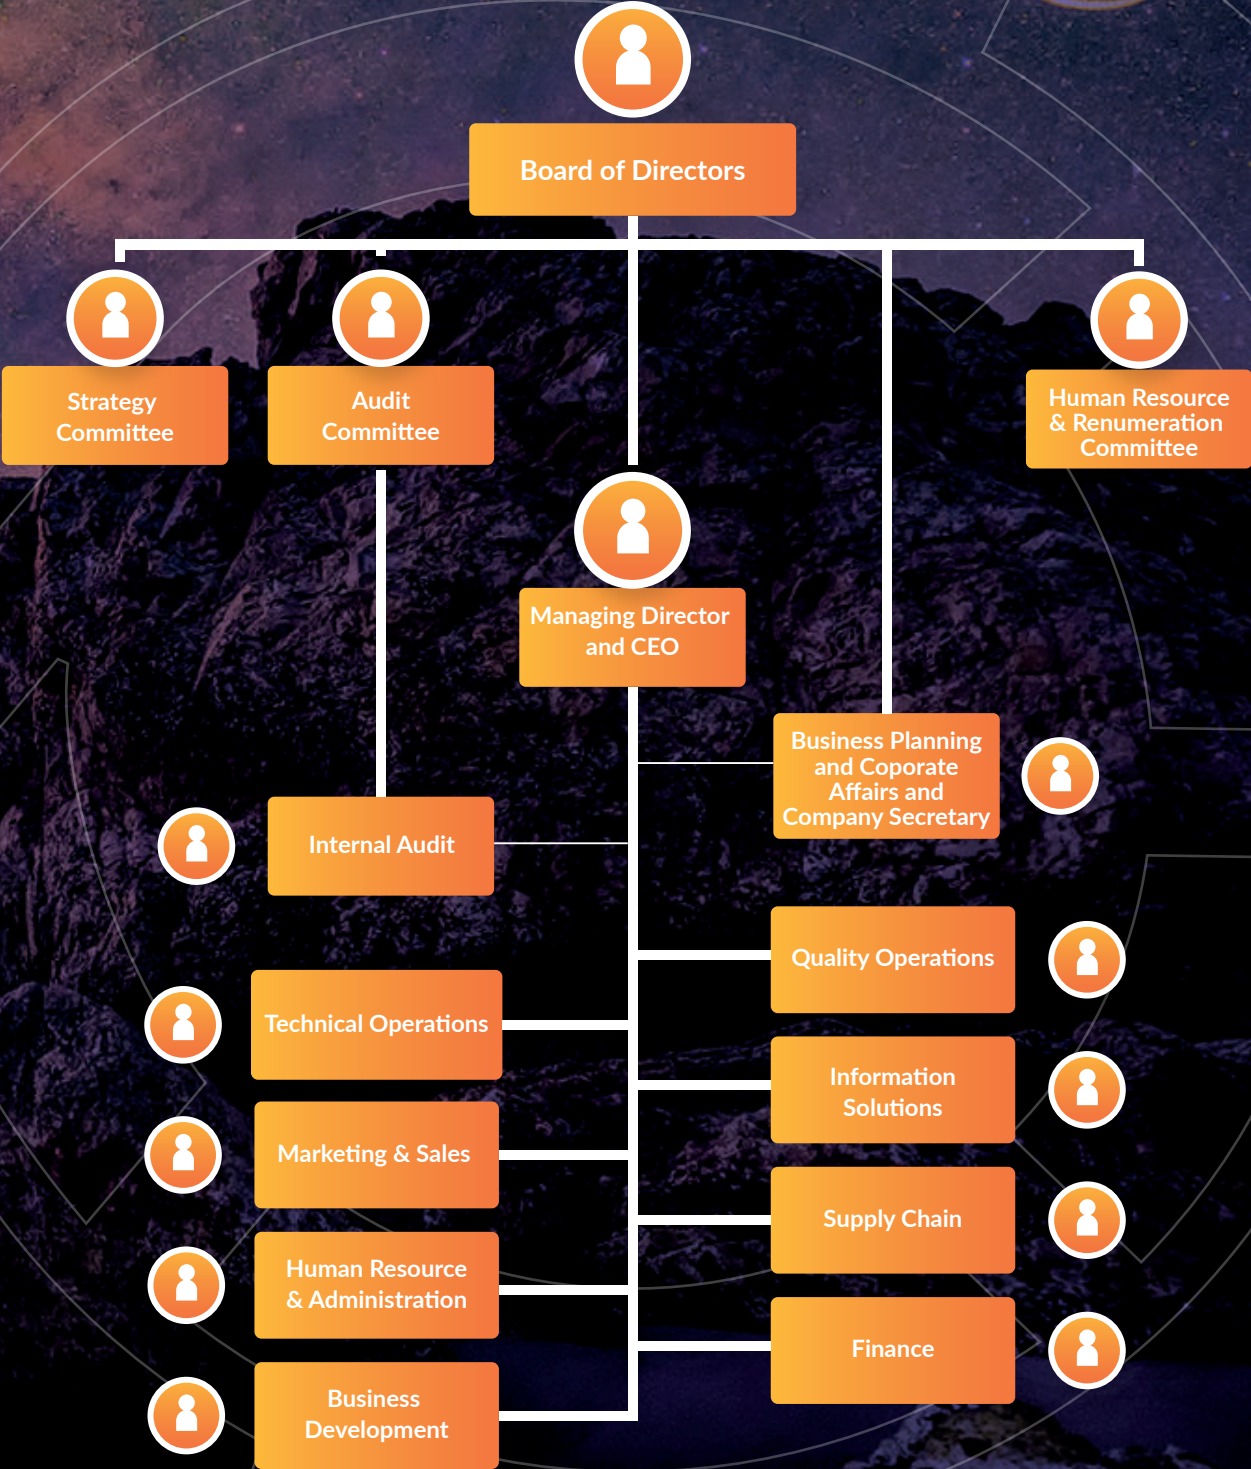 Board of Directors
Strategy
Committee
Audit
Committee
Human Resource
& Renumeration
Committee
Managing Director
and CEO
Business Planning
and Coporate
Affairs and
Company Secretary
Internal Audit
Quality Operations
Technical Operations
Information
Solutions
Marketing & Sales
Supply Chain
Human Resource
& Administration
Finance
Business
Development